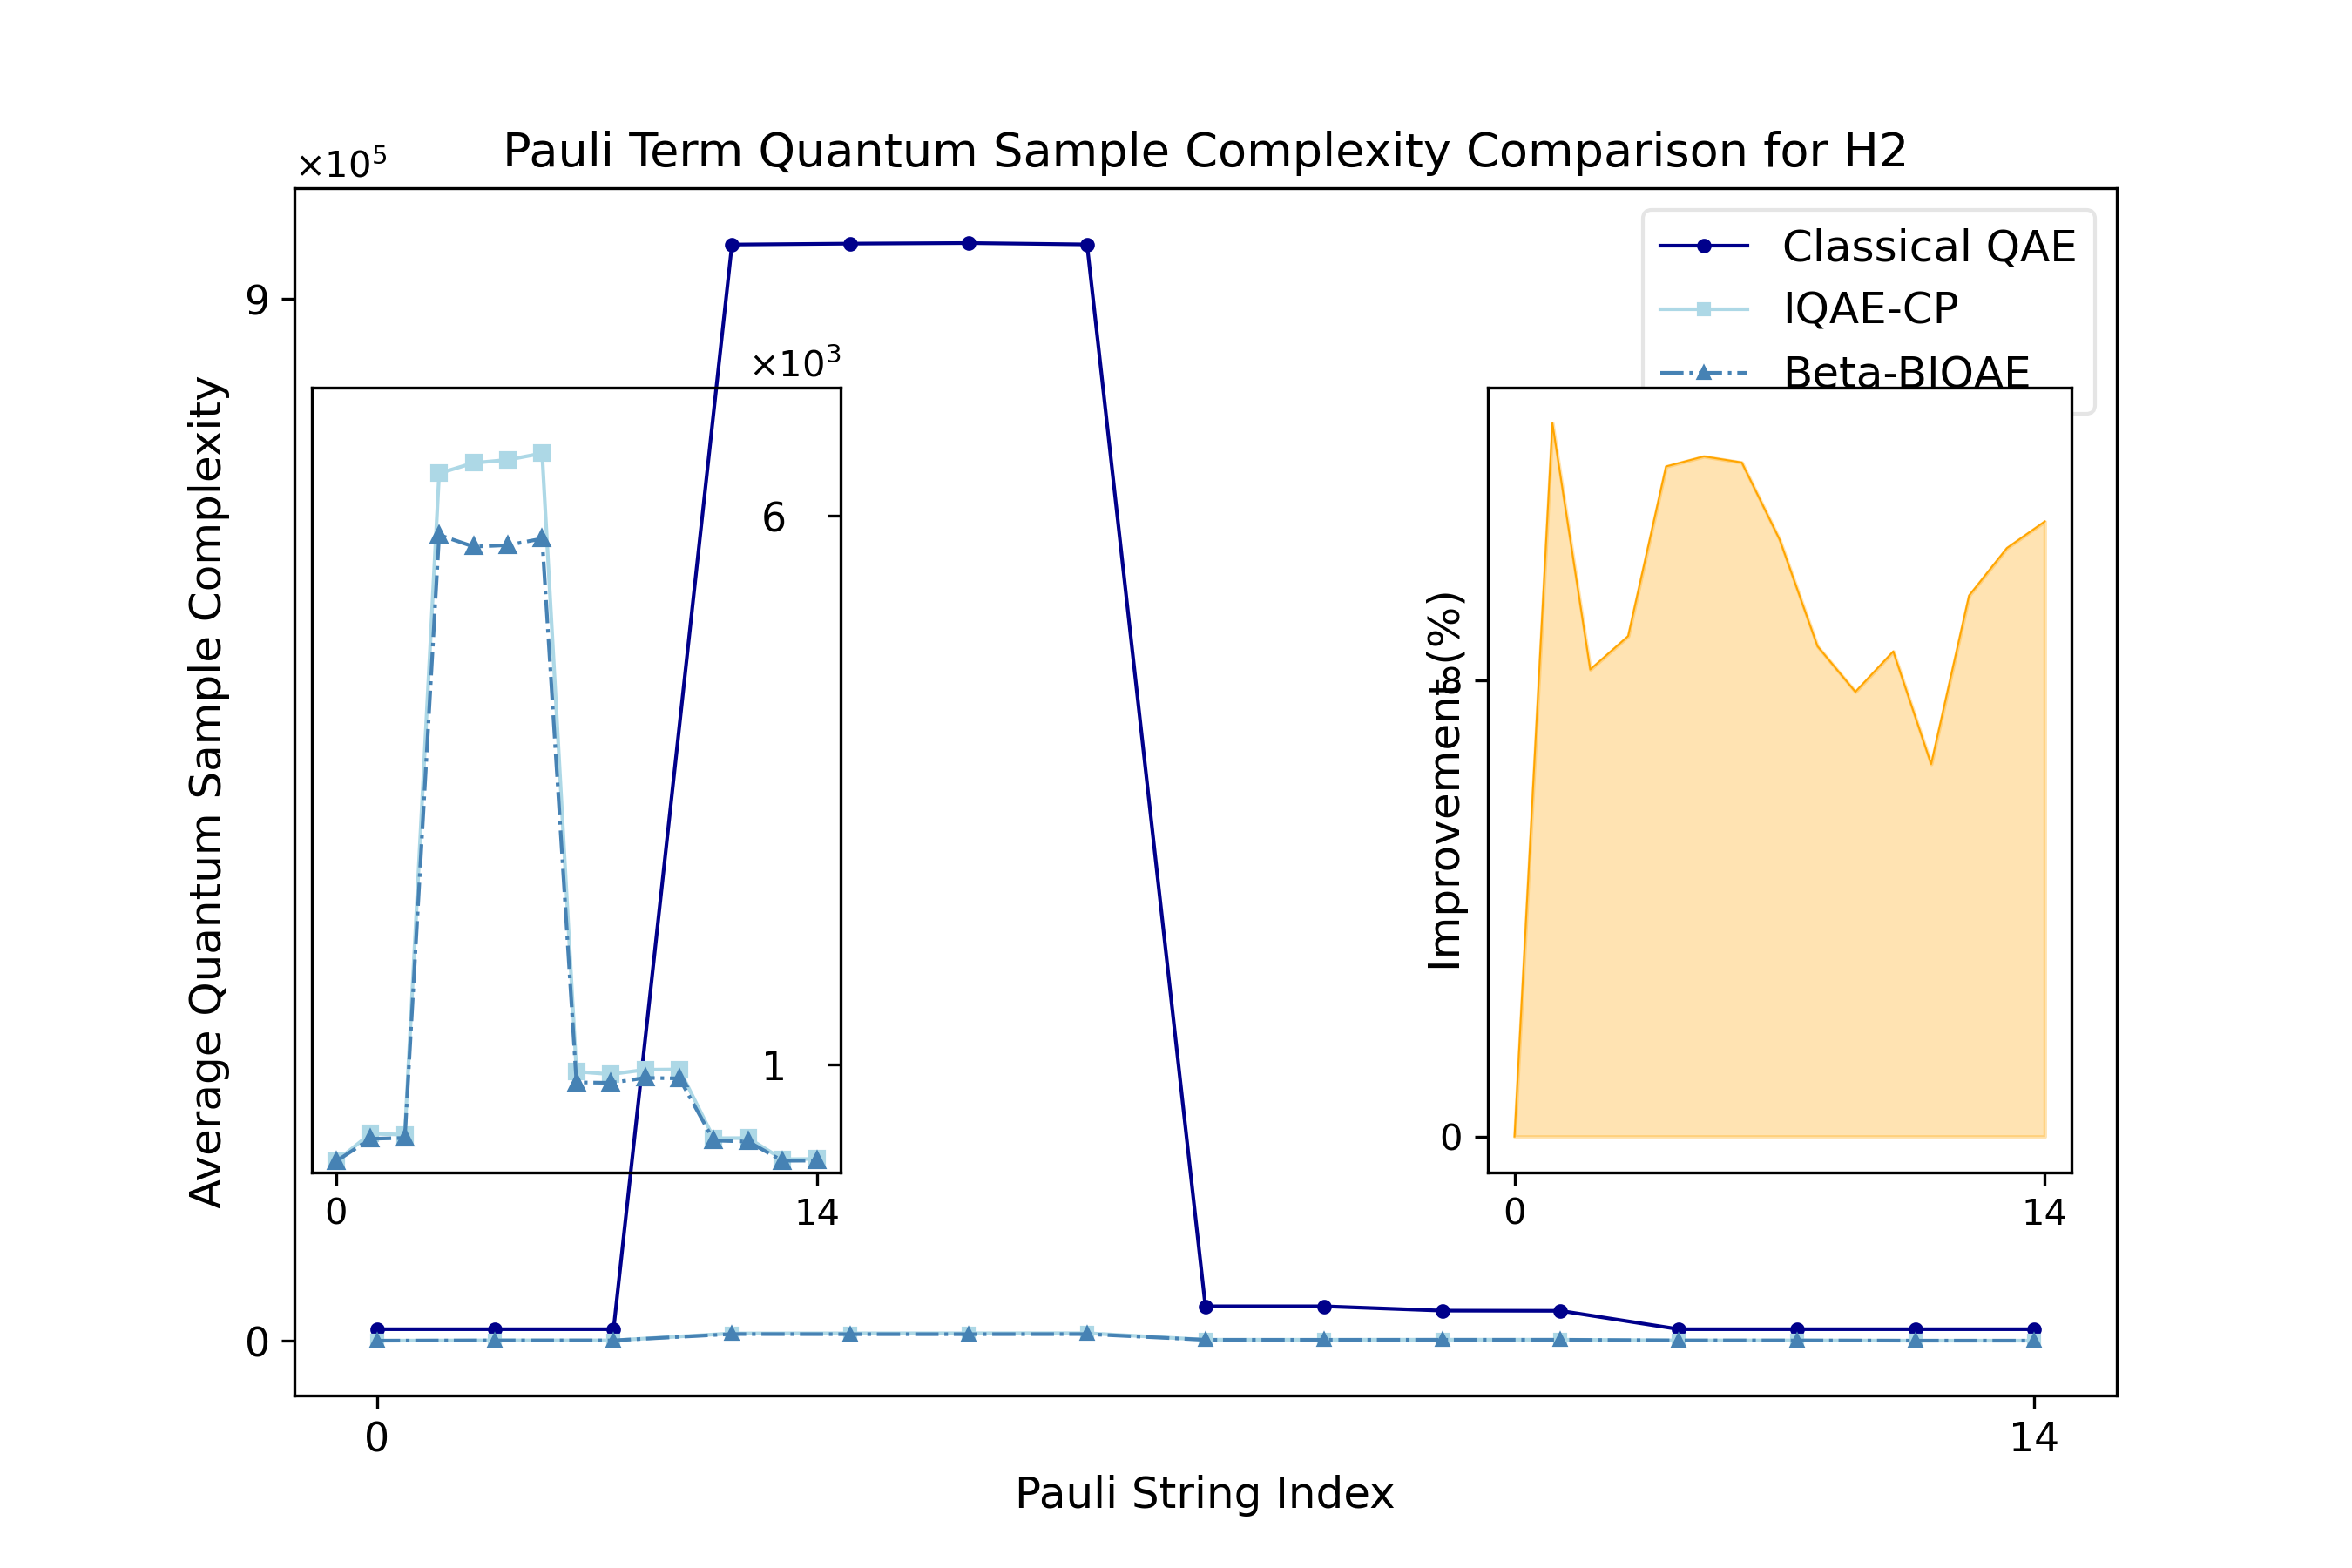 Pauli Term Quantum Sample Complexity Comparison for H2
×10⁵
9
0
Average Quantum Sample Complexity
Classical QAE
IQAE-CP
Beta-BIQAE
×10³
6
1
0 14
Improvement (%)
8
0
0 14
0 14
Pauli String Index